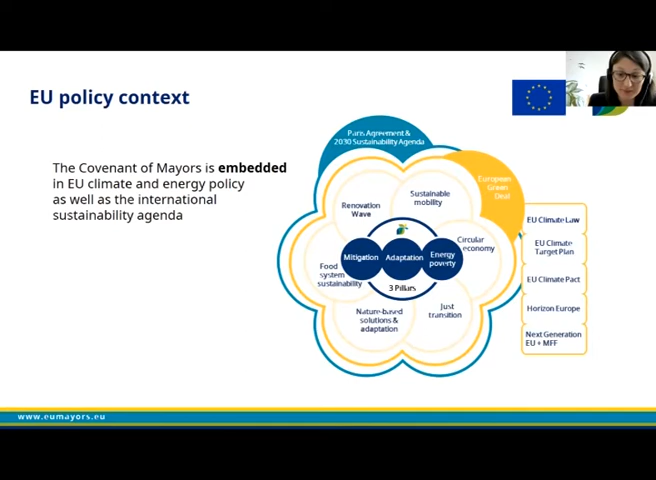 EU policy context
The Covenant of Mayors is embedded
in EU climate and energy policy
as well as the international
sustainability agenda
Paris Agreement &
2030 Sustainability Agenda
European
Green
Deal
Renovation
Wave
Sustainable
mobility
Circular
economy
Mitigation
Adaptation
Energy
poverty
3 Pillars
Food
system
sustainability
Nature-based
solutions &
adaptation
Just
transition
EU Climate Law
EU Climate
Target Plan
EU Climate Pact
Horizon Europe
Next Generation
EU + MFF
www.eumayors.eu